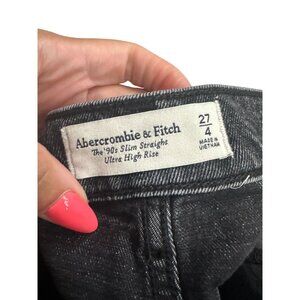 Abercrombie & Fitch
The '90s Slim Straight
Ultra High Rise
27
4
MADE IN
VIETNAM